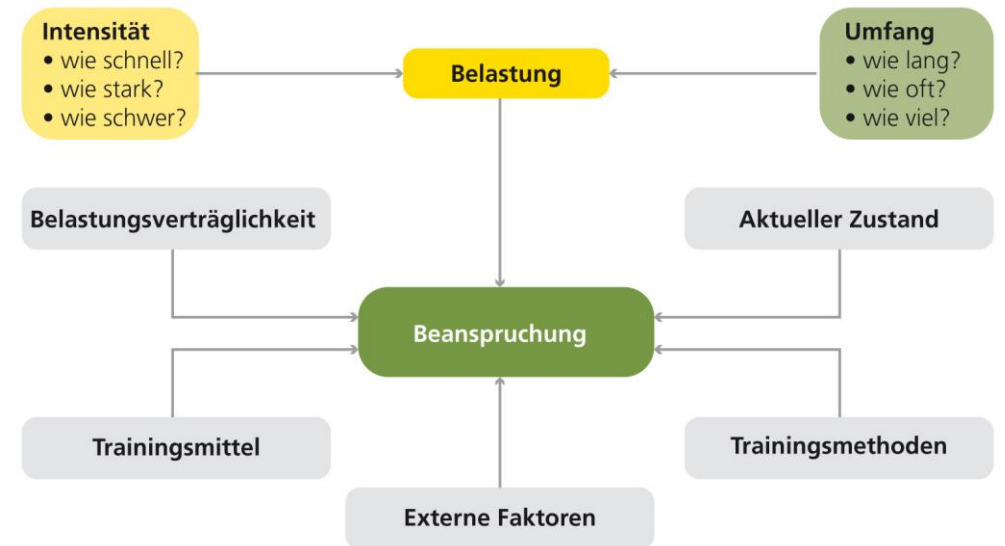 Intensität
• wie schnell?
• wie stark?
• wie schwer?
Belastung
Umfang
• wie lang?
• wie oft?
• wie viel?
Belastungsverträglichkeit
Aktueller Zustand
Beanspruchung
Trainingsmittel
Trainingsmethoden
Externe Faktoren